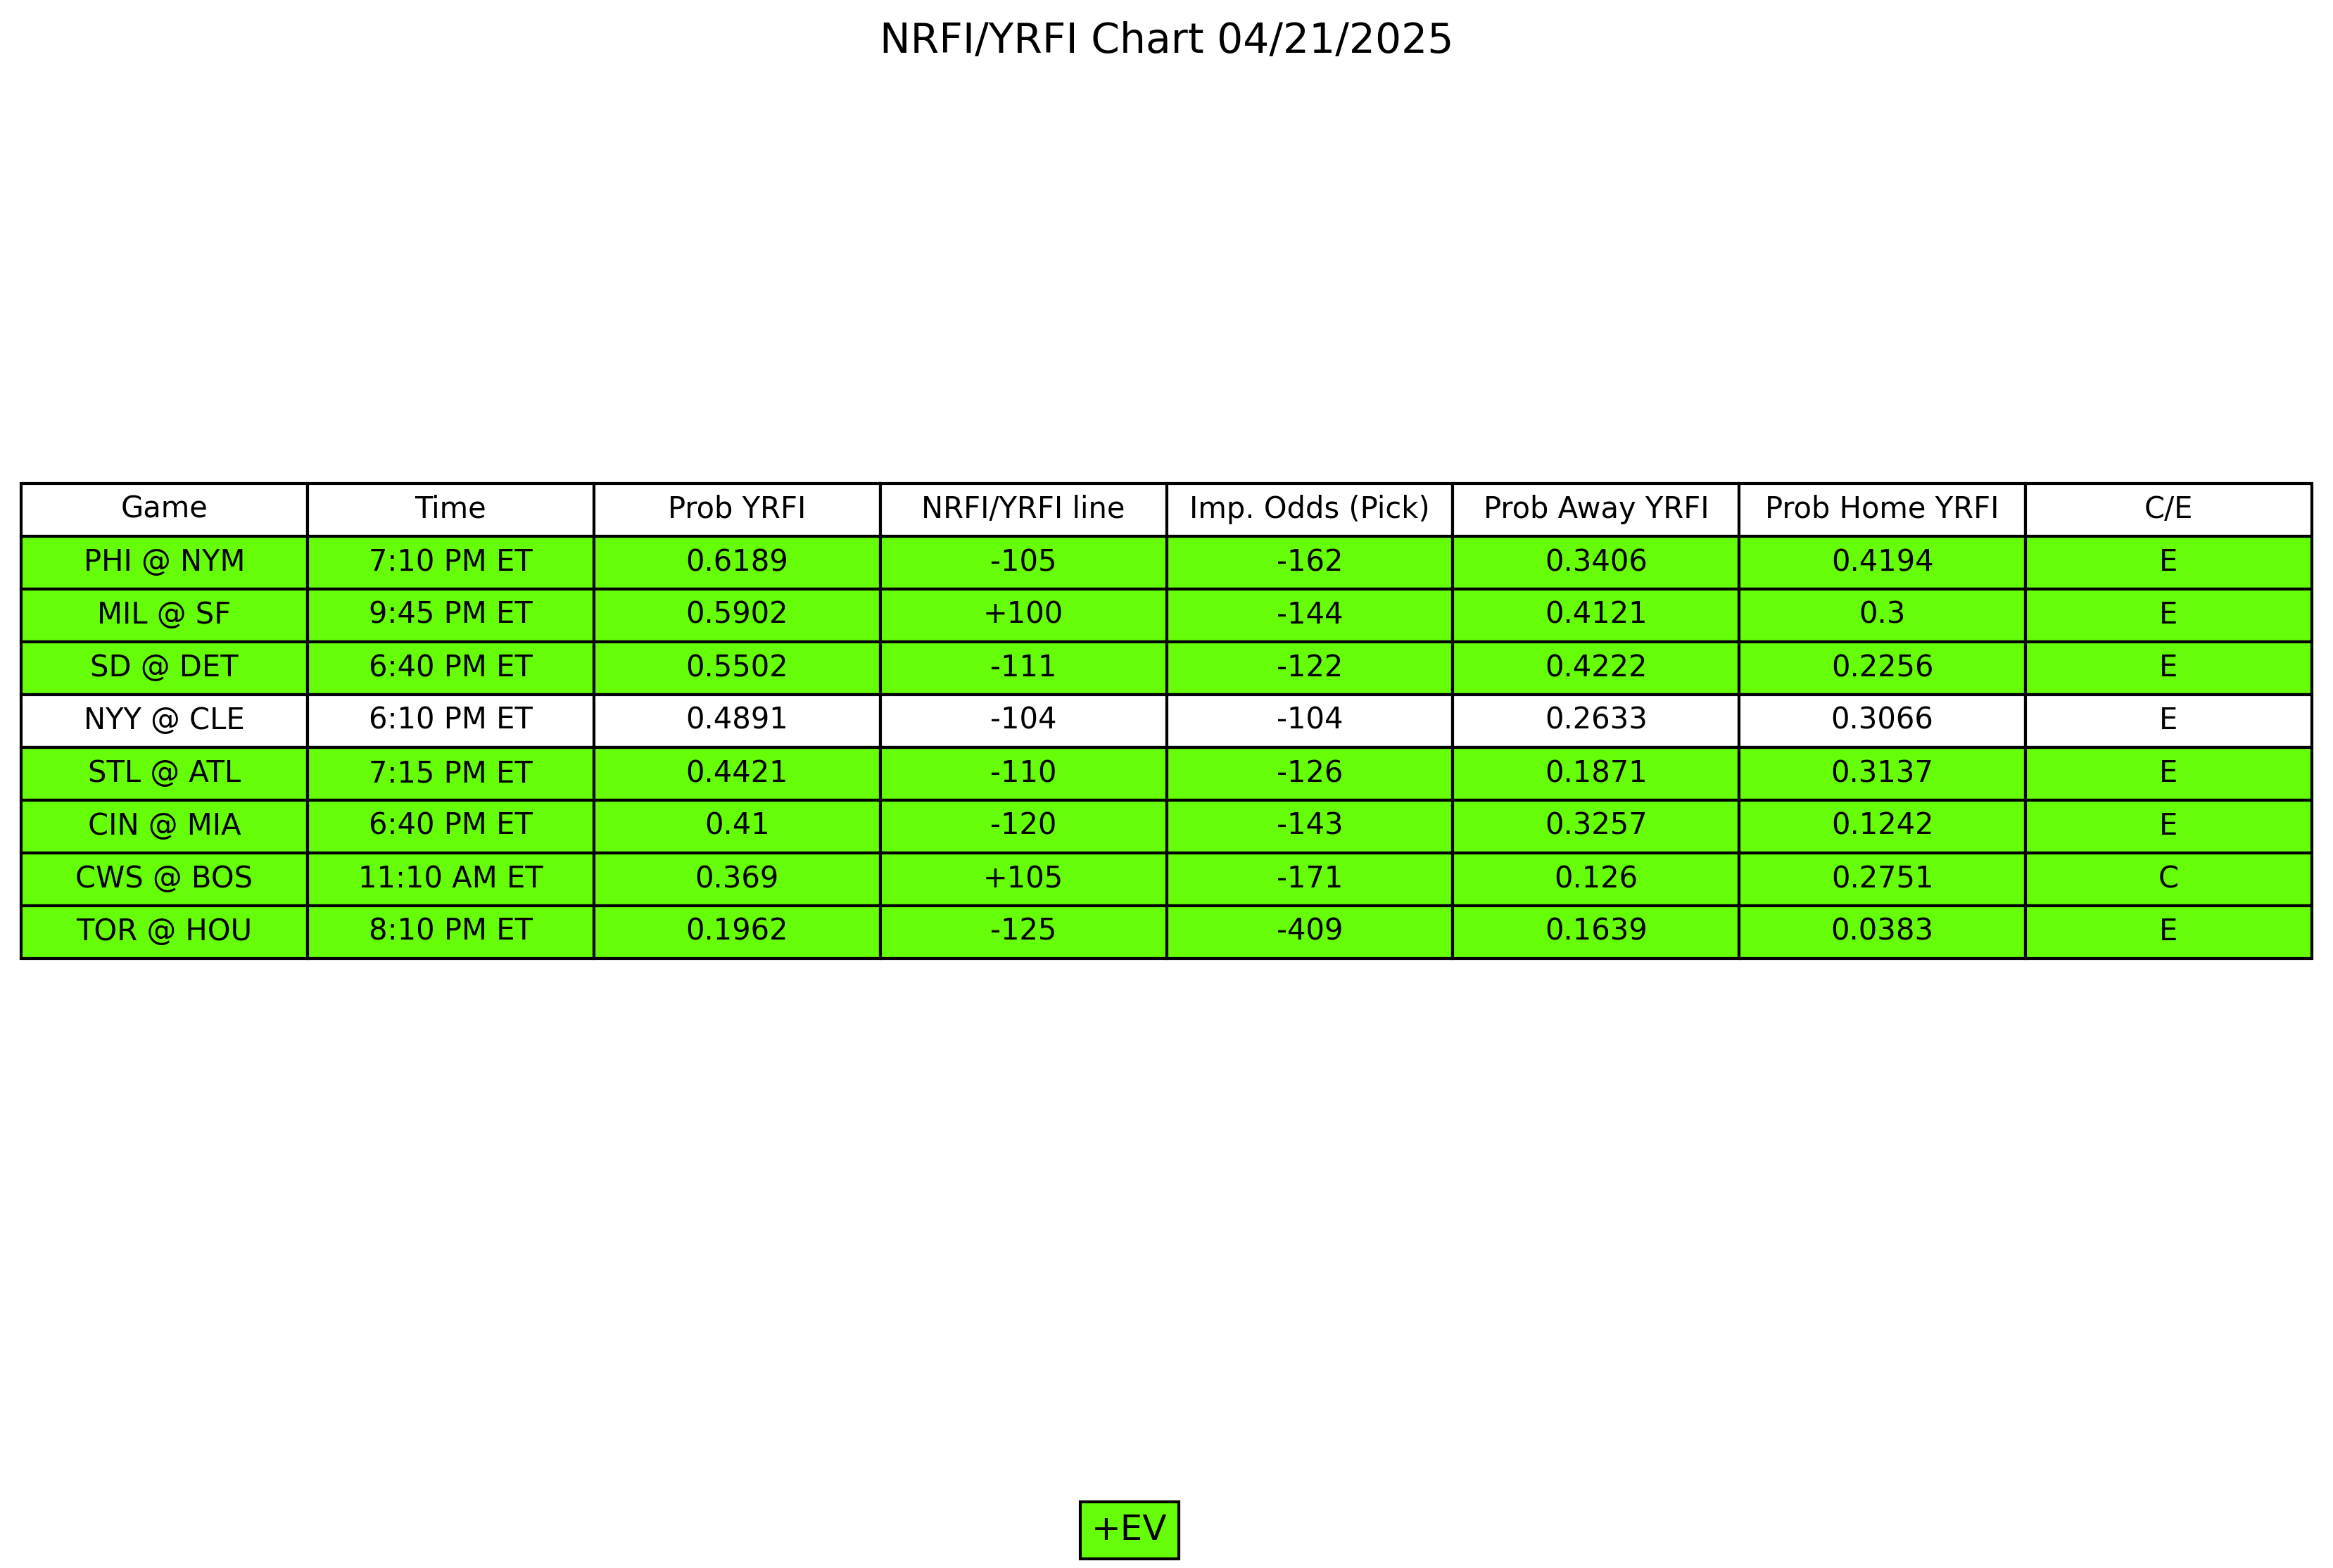 NRFI/YRFI Chart 04/21/2025
Game Time Prob YRFI NRFI/YRFI line Imp. Odds (Pick) Prob Away YRFI Prob Home YRFI C/E
PHI @ NYM 7:10 PM ET 0.6189 -105 -162 0.3406 0.4194 E
MIL @ SF 9:45 PM ET 0.5902 +100 -144 0.4121 0.3 E
SD @ DET 6:40 PM ET 0.5502 -111 -122 0.4222 0.2256 E
NYY @ CLE 6:10 PM ET 0.4891 -104 -104 0.2633 0.3066 E
STL @ ATL 7:15 PM ET 0.4421 -110 -126 0.1871 0.3137 E
CIN @ MIA 6:40 PM ET 0.41 -120 -143 0.3257 0.1242 E
CWS @ BOS 11:10 AM ET 0.369 +105 -171 0.126 0.2751 C
TOR @ HOU 8:10 PM ET 0.1962 -125 -409 0.1639 0.0383 E
+EV